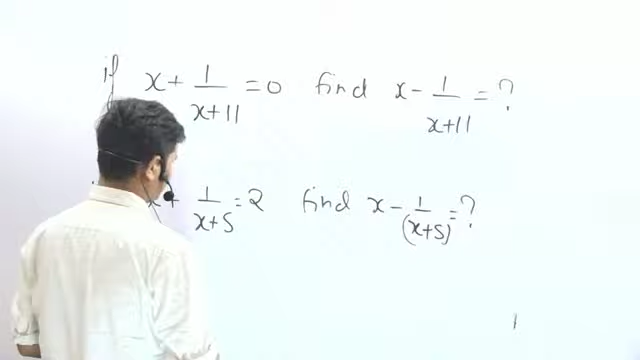 if x + 1/(x+11) = 0 find x - 1/(x+11) = ?
x + 1/(x+5) = 2 find x - 1/(x+5) = ?